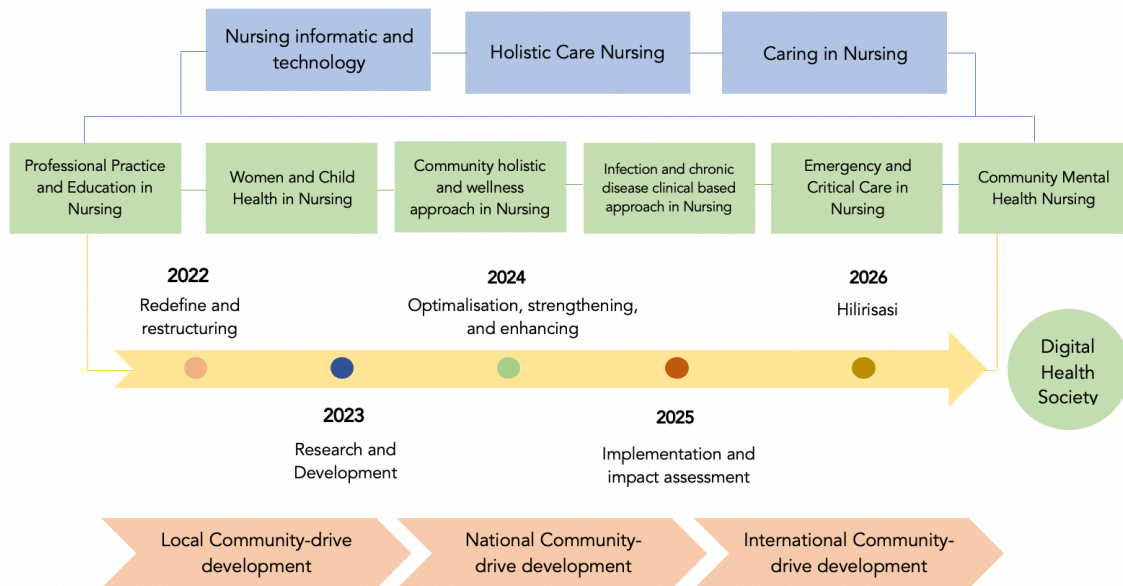 Nursing informatic and
technology
Holistic Care Nursing
Caring in Nursing
Professional Practice
and Education in
Nursing
Women and Child
Health in Nursing
Community holistic
and wellness
approach in Nursing
Infection and chronic
disease clinical based
approach in Nursing
Emergency and
Critical Care in
Nursing
Community Mental
Health Nursing
2022
Redefine and
restructuring
2024
Optimalisation, strengthening,
and enhancing
2026
Hilirisasi
Digital
Health
Society
2023
Research and
Development
2025
Implementation and
impact assessment
Local Community-drive
development
National Community-
drive development
International Community-
drive development